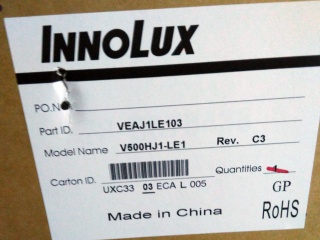 INNOLUX
PO.NO.
Part ID. VEAJ1LE103
Model Name V500HJ1-LE1 Rev. C3
Carton ID. UXC33 03 ECA L 005 Quantities
GP
Made in China RoHS